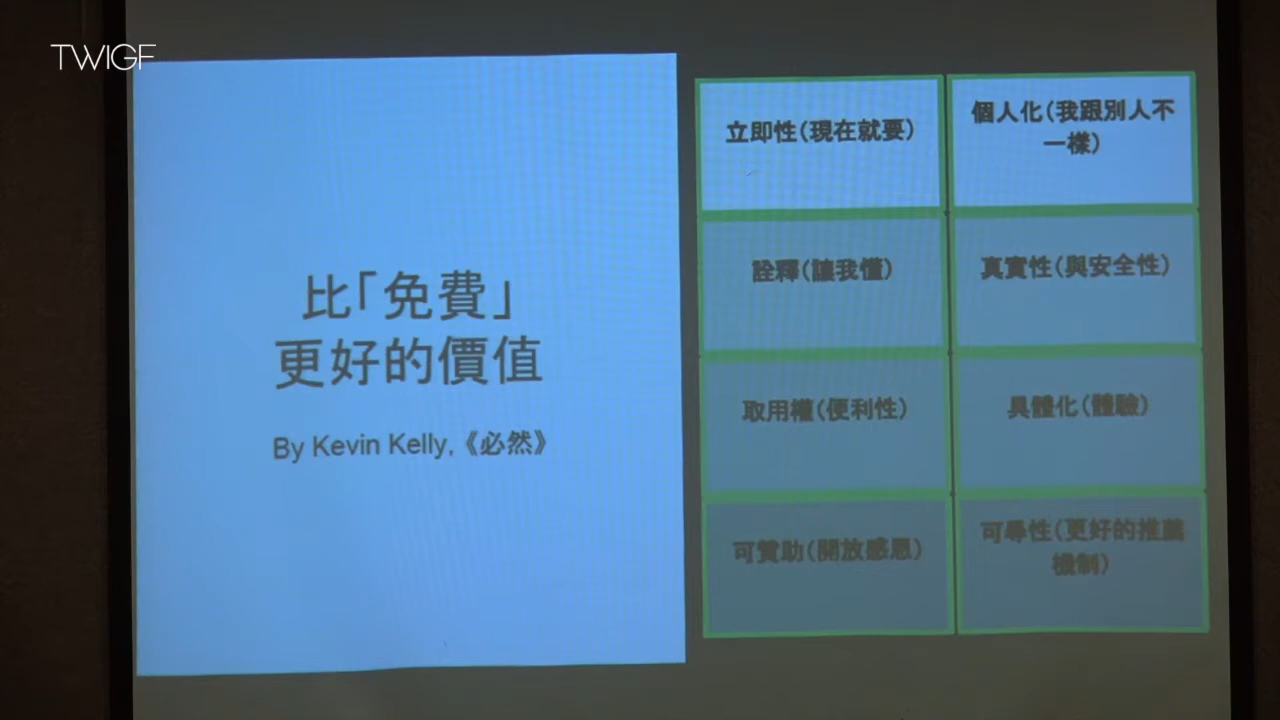 TWIGF
比「免費」
更好的價值
By Kevin Kelly,《必然》
立即性(現在就要)
個人化(我跟別人不
一樣)
詮釋(讓我懂)
真實性(與安全性)
取用權(便利性)
具體化(體驗)
可贊助(開放感恩)
可尋性(更好的推薦
機制)